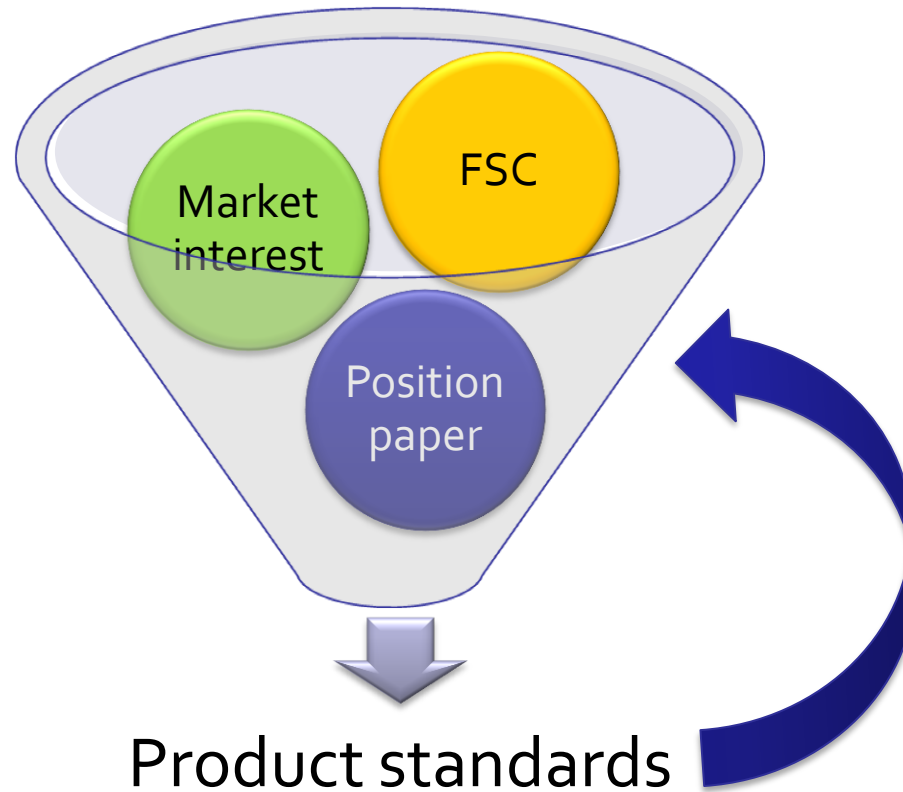 Market
interest
FSC
Position
paper
Product standards